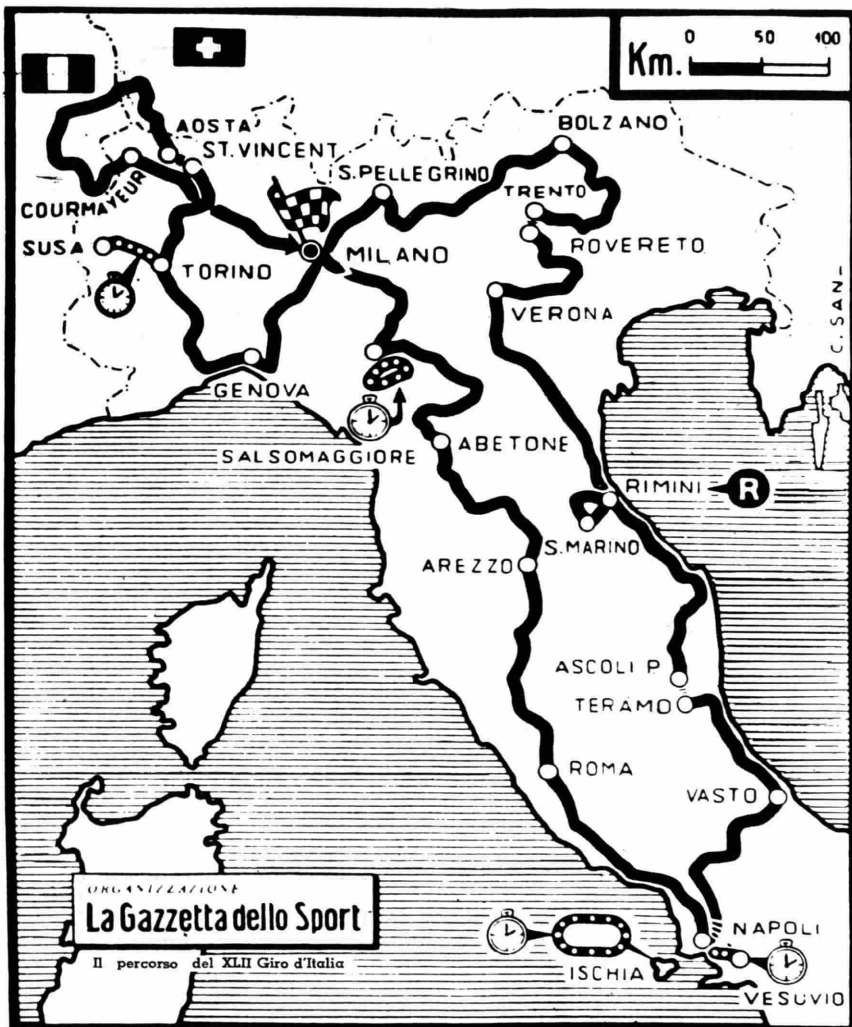 Km. 0 50 100
AOSTA
ST. VINCENT
COURMAYEUR
SUSA
TORINO
GENOVA
MILANO
S. PELLEGRINO
BOLZANO
TRENTO
ROVERETO
VERONA
C. SAN-
SALSOMAGGIORE
ABETONE
RIMINI
R
S. MARINO
AREZZO
ASCOLI P.
TERAMO
ROMA
VASTO
NAPOLI
ISCHIA
VESUVIO
ORGANIZZAZIONE
La Gazzetta dello Sport
Il percorso del XLII Giro d'Italia